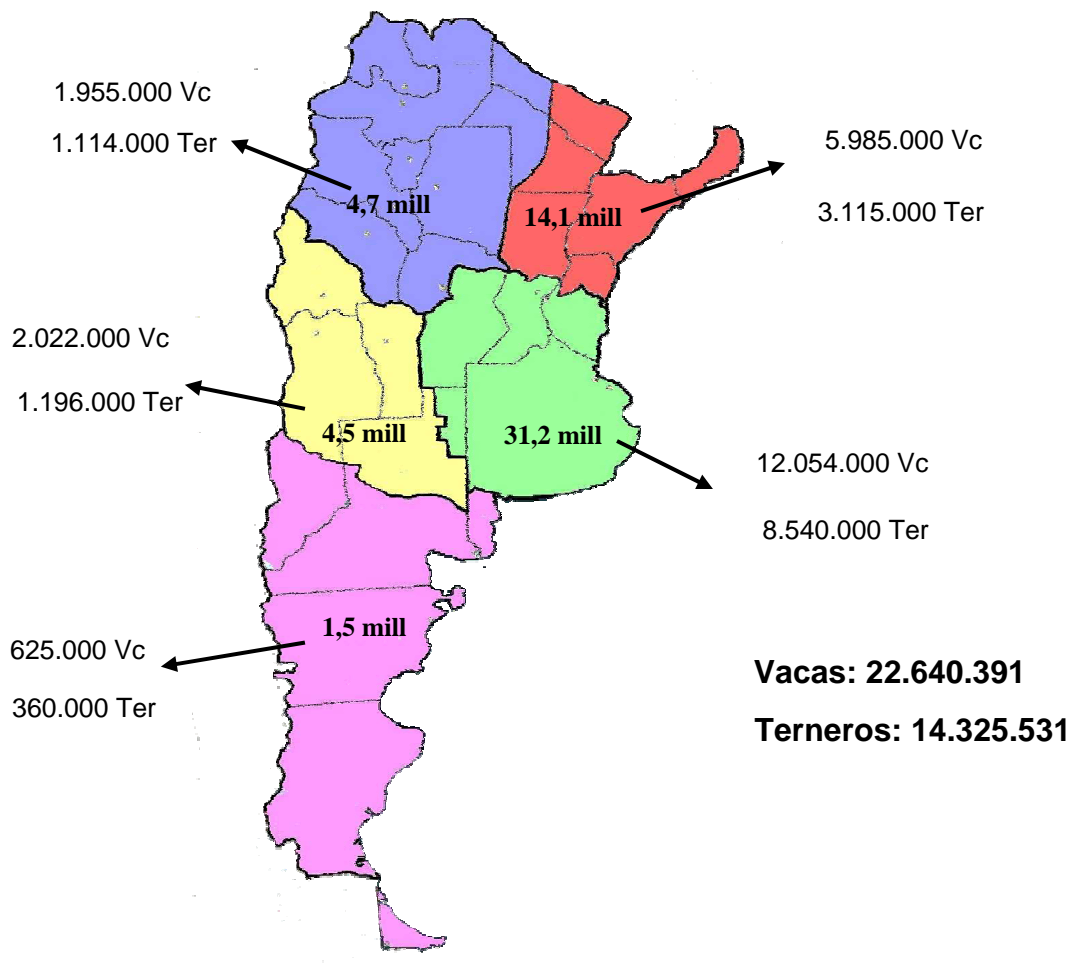 1.955.000 Vc
1.114.000 Ter
4,7 mill
5.985.000 Vc
3.115.000 Ter
14,1 mill
2.022.000 Vc
1.196.000 Ter
4,5 mill
31,2 mill
12.054.000 Vc
8.540.000 Ter
1,5 mill
625.000 Vc
360.000 Ter
Vacas: 22.640.391
Terneros: 14.325.531